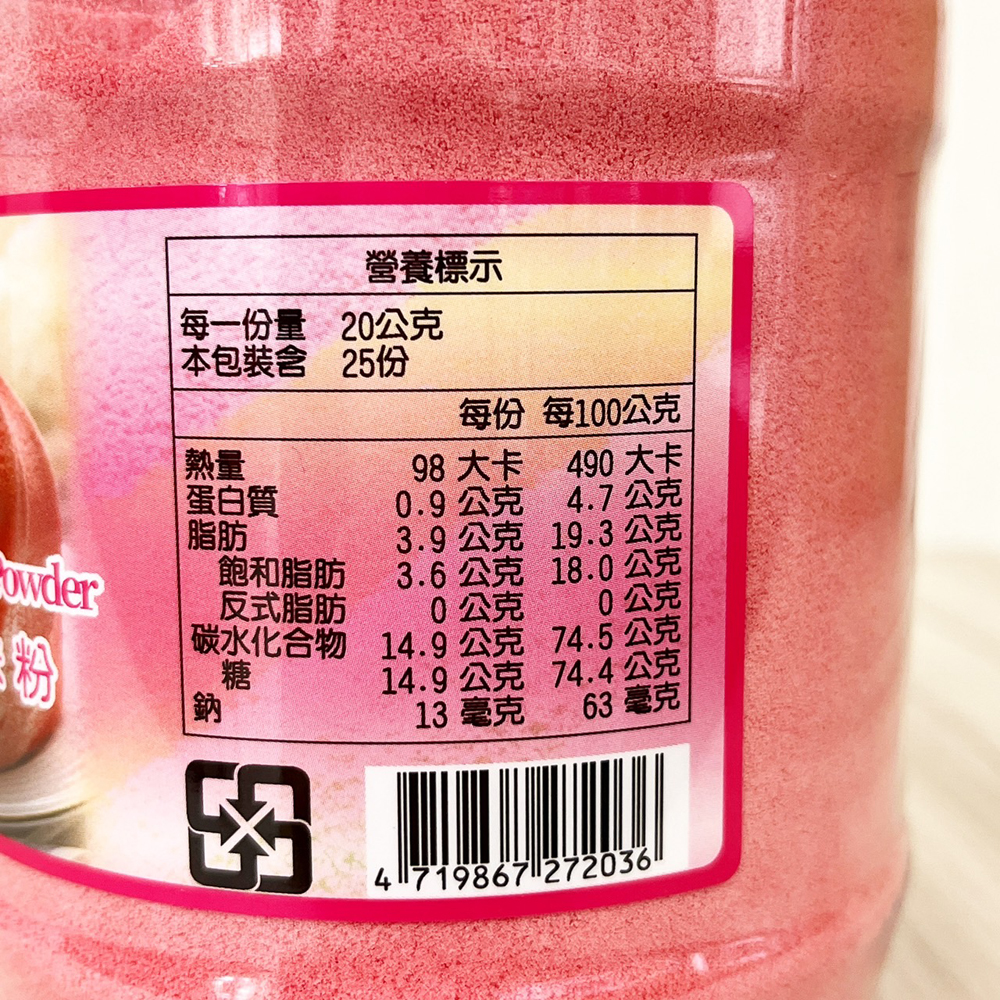 營養標示
每一份量 20公克
本包裝含 25份
每份 每100公克
熱量 98 大卡 490 大卡
蛋白質 0.9 公克 4.7 公克
脂肪 3.9 公克 19.3 公克
飽和脂肪 3.6 公克 18.0 公克
反式脂肪 0 公克 0 公克
碳水化合物 14.9 公克 74.5 公克
糖 14.9 公克 74.4 公克
鈉 13 毫克 63 毫克
Powder
粉
4 719867 272036